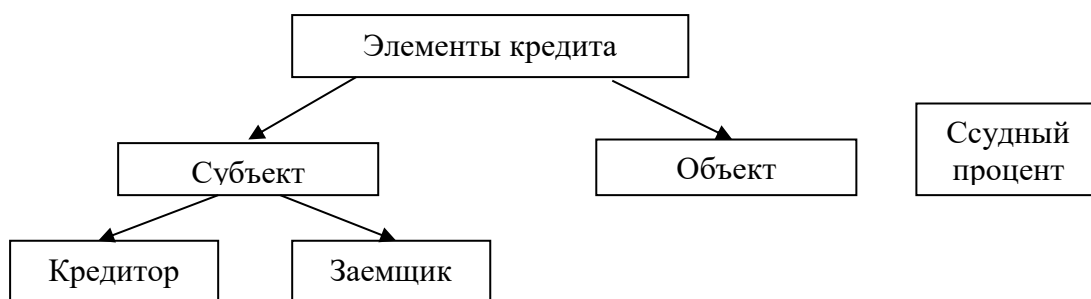 Элементы кредита
Субъект
Объект
Ссудный
процент
Кредитор
Заемщик